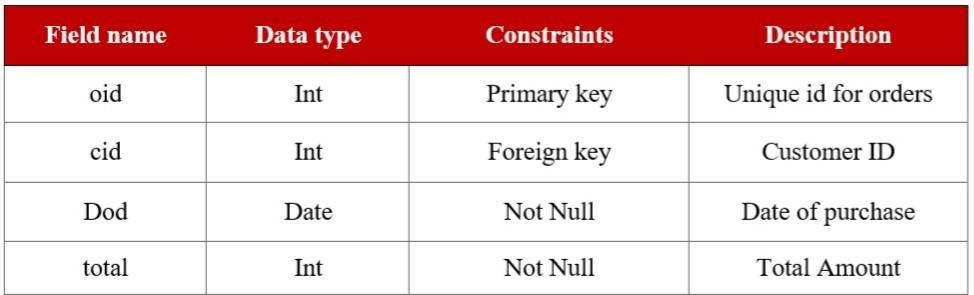 Field name Data type Constraints Description
oid Int Primary key Unique id for orders
cid Int Foreign key Customer ID
Dod Date Not Null Date of purchase
total Int Not Null Total Amount